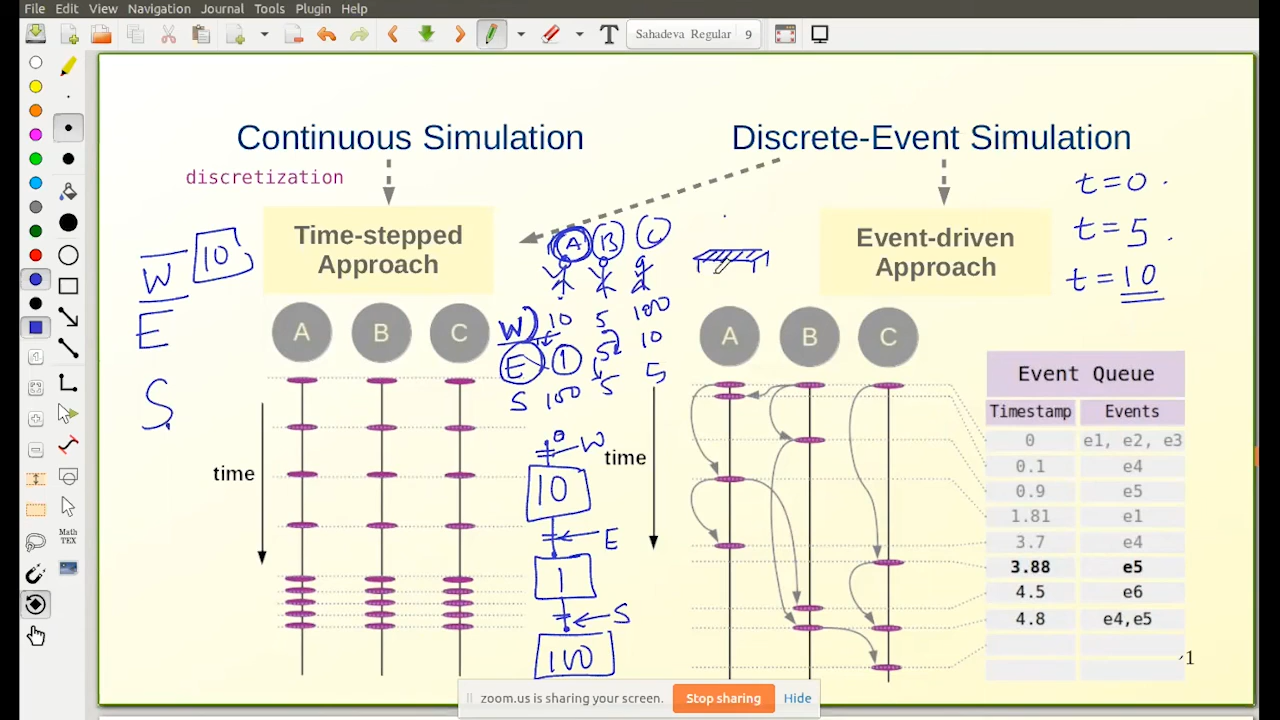 File Edit View Navigation Journal Tools Plugin Help
T Sahadeva Regular 9
Continuous Simulation
Discrete-Event Simulation
discretization
t=0
t=5
t=10
Time-stepped Approach
Event-driven Approach
W 10
E
S
A B C
W 10 5 100
E 1 5 10
S 100 5 5
A B C
A B C
time
time
0 W
10
E
1
S
100
Event Queue
Timestamp Events
0 e1, e2, e3
0.1 e4
0.9 e5
1.81 e1
3.7 e4
3.88 e5
4.5 e6
4.8 e4,e5
Math
TEX
zoom.us is sharing your screen. Stop sharing Hide